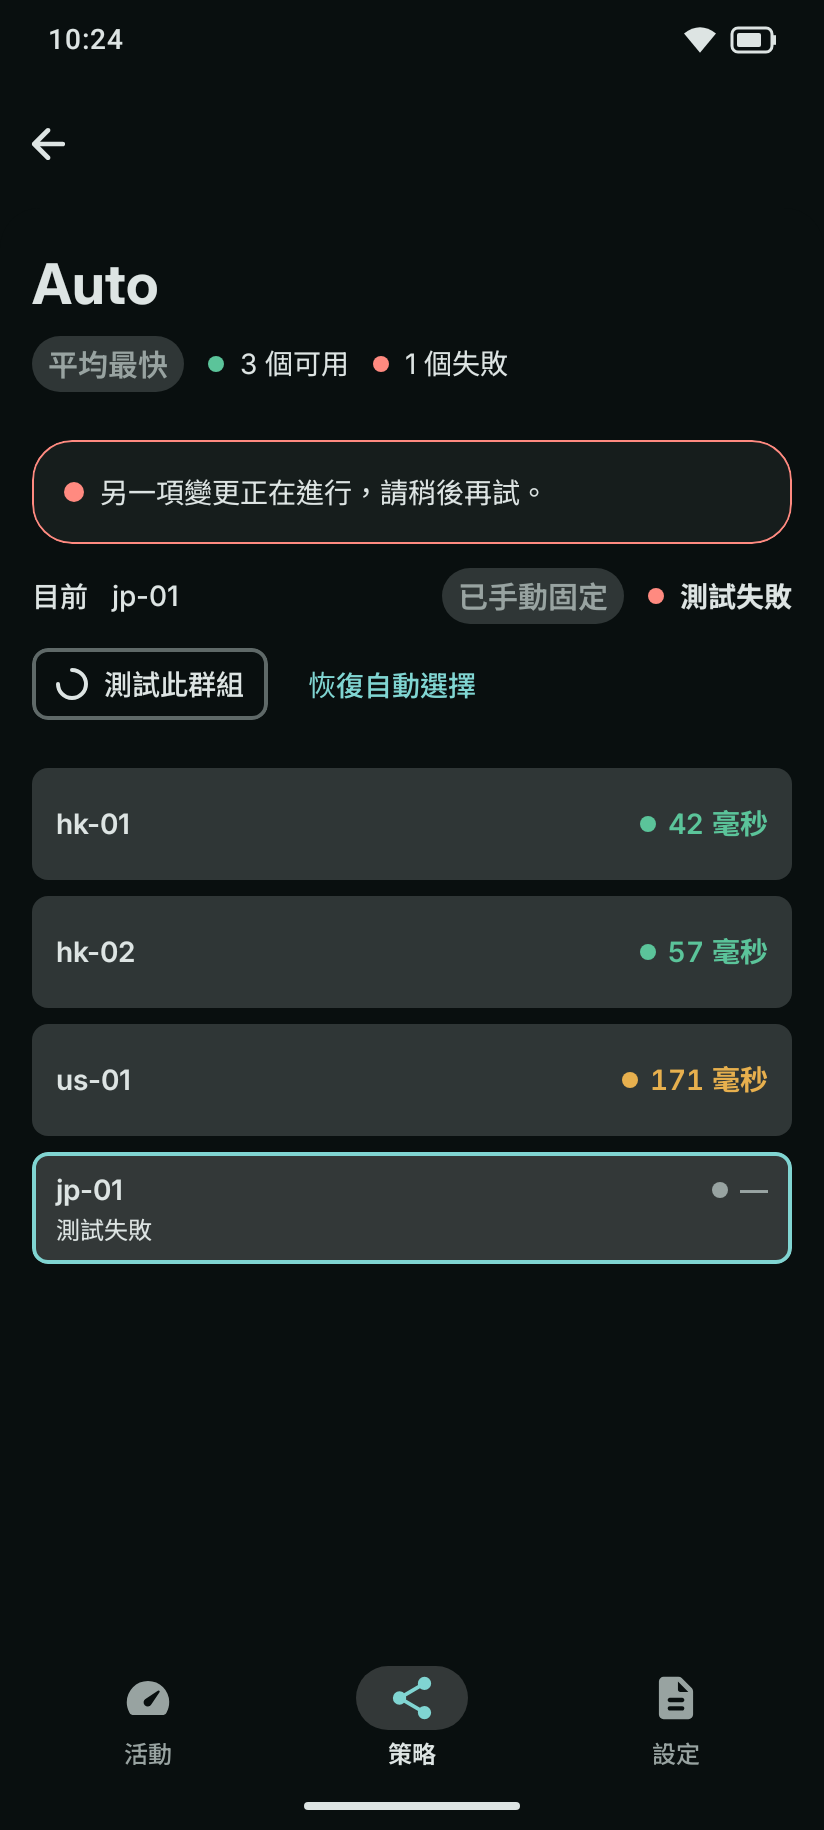 10:24
Auto
平均最快 3 個可用 1 個失敗
另一項變更正在進行，請稍後再試。
目前 jp-01 已手動固定 測試失敗
測試此群組 恢復自動選擇
hk-01 42 毫秒
hk-02 57 毫秒
us-01 171 毫秒
jp-01 —
測試失敗
活動 策略 設定